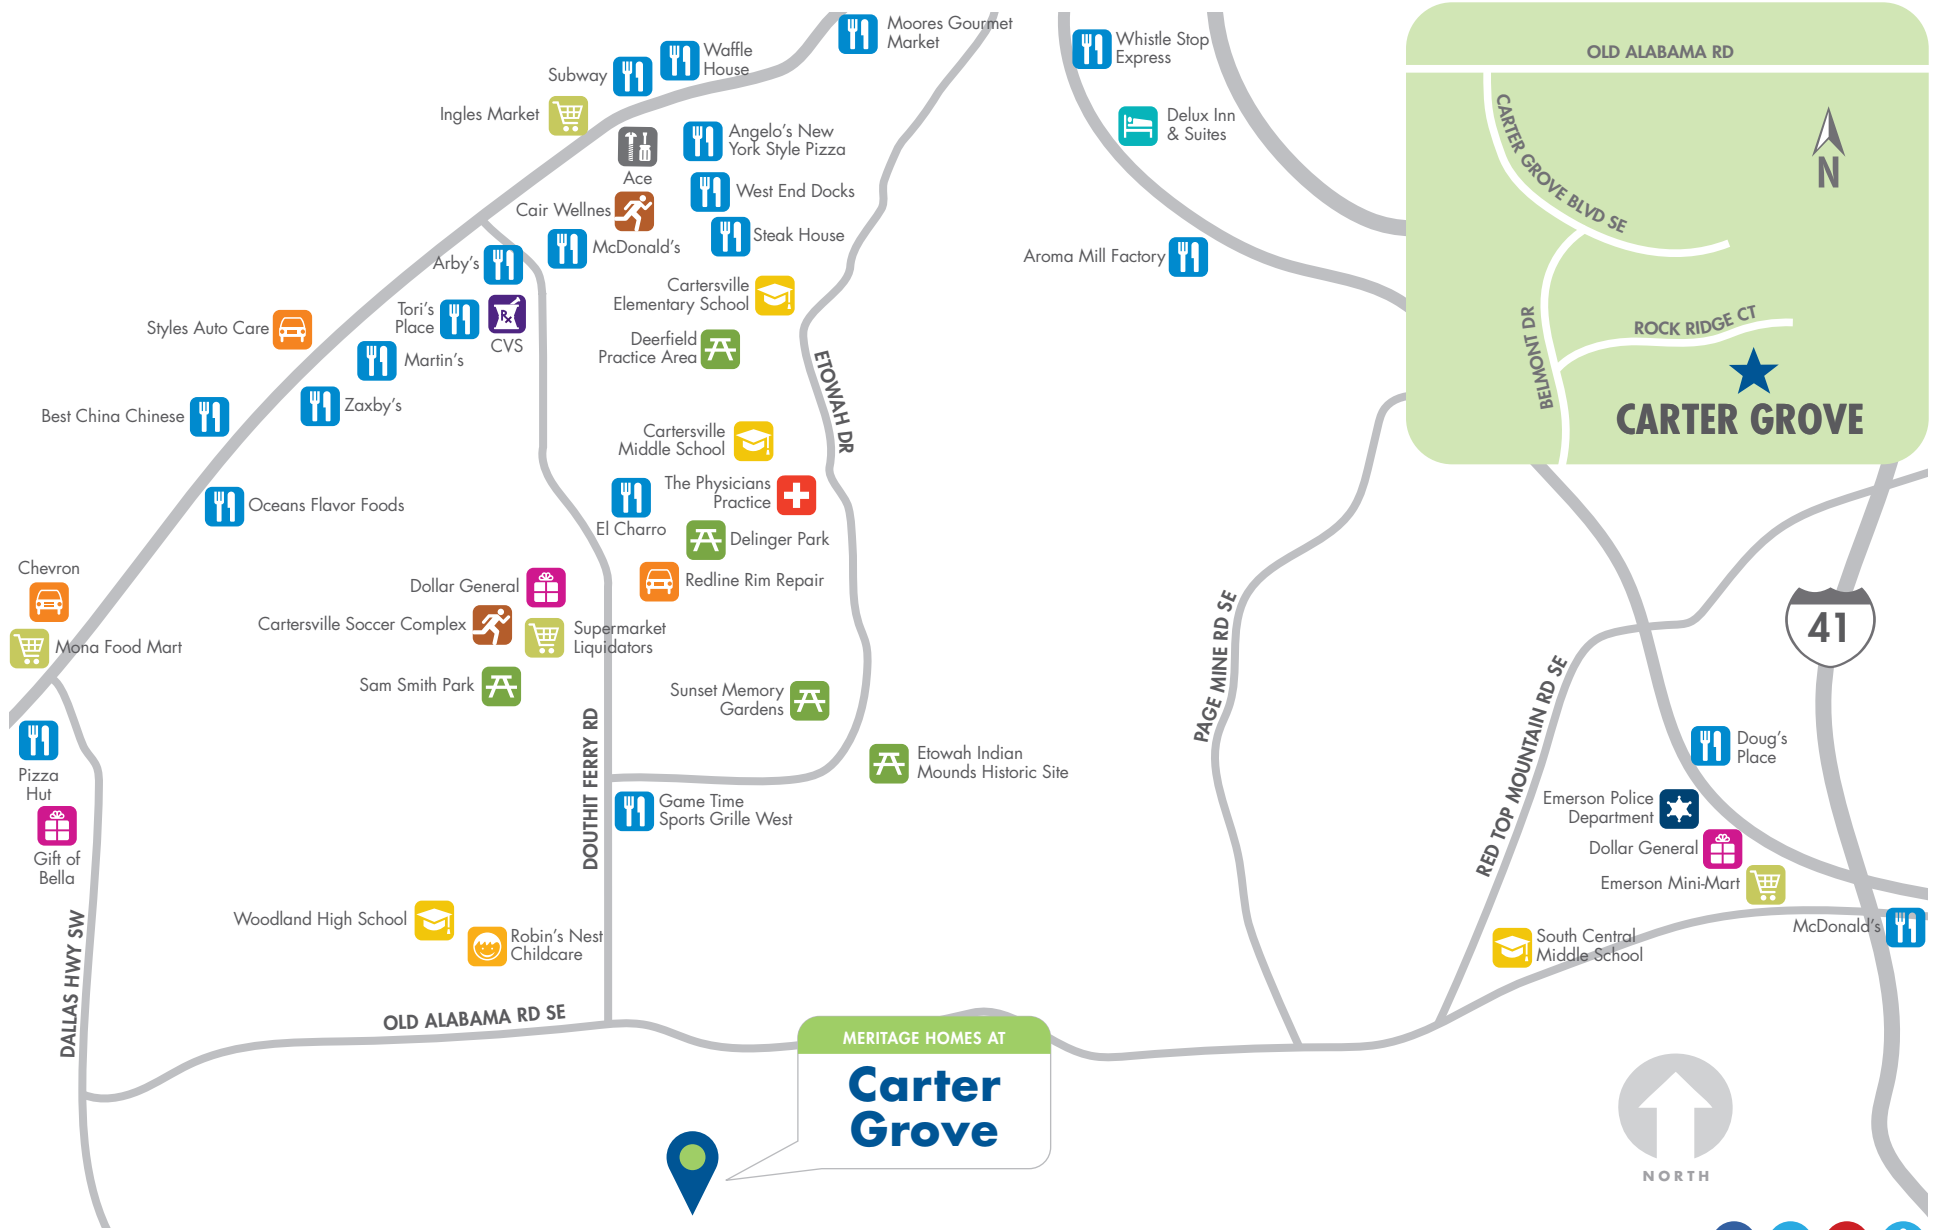 Moores Gourmet
Market
Waffle
House
Subway
Ingles Market
Ace
Angelo's New
York Style Pizza
West End Docks
Cair Wellnes
Steak House
McDonald's
Arby's
Cartersville
Elementary School
Tori's
Place
Rx
CVS
Styles Auto Care
Martin's
Deerfield
Practice Area
Zaxby's
Best China Chinese
ETOWAH DR
Cartersville
Middle School
The Physicians
Practice
El Charro
Oceans Flavor Foods
Delinger Park
Redline Rim Repair
Chevron
Mona Food Mart
Dollar General
Cartersville Soccer Complex
Supermarket
Liquidators
Sam Smith Park
Sunset Memory
Gardens
Etowah Indian
Mounds Historic Site
Pizza
Hut
Gift of
Bella
DOUTHIT FERRY RD
Game Time
Sports Grille West
Woodland High School
Robin's Nest
Childcare
DALLAS HWY SW
OLD ALABAMA RD SE
MERITAGE HOMES AT
Carter
Grove
Whistle Stop
Express
Delux Inn
& Suites
Aroma Mill Factory
OLD ALABAMA RD
CARTER GROVE BLVD SE
N
BELMONT DR
ROCK RIDGE CT
CARTER GROVE
41
PAGE MINE RD SE
RED TOP MOUNTAIN RD SE
Doug's
Place
Emerson Police
Department
Dollar General
Emerson Mini-Mart
McDonald's
South Central
Middle School
NORTH